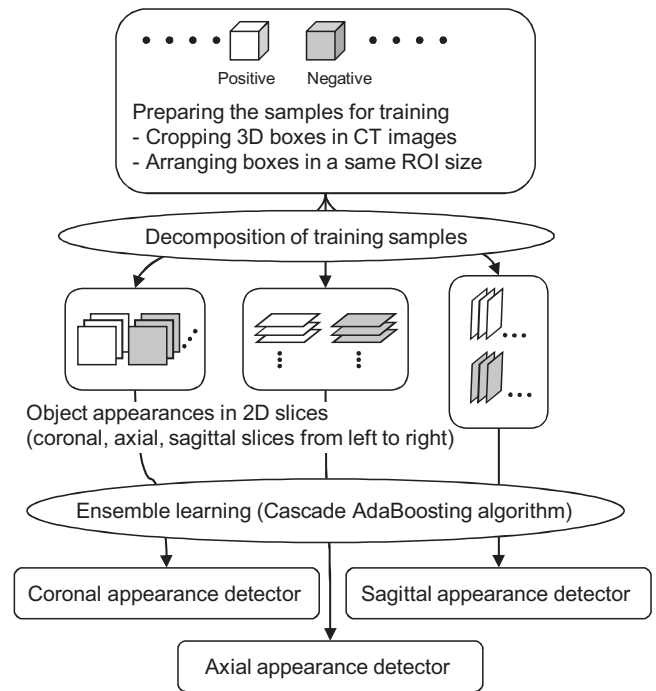 Positive
Negative
Preparing the samples for training
- Cropping 3D boxes in CT images
- Arranging boxes in a same ROI size
Decomposition of training samples
Object appearances in 2D slices
(coronal, axial, sagittal slices from left to right)
Ensemble learning (Cascade AdaBoosting algorithm)
Coronal appearance detector
Sagittal appearance detector
Axial appearance detector